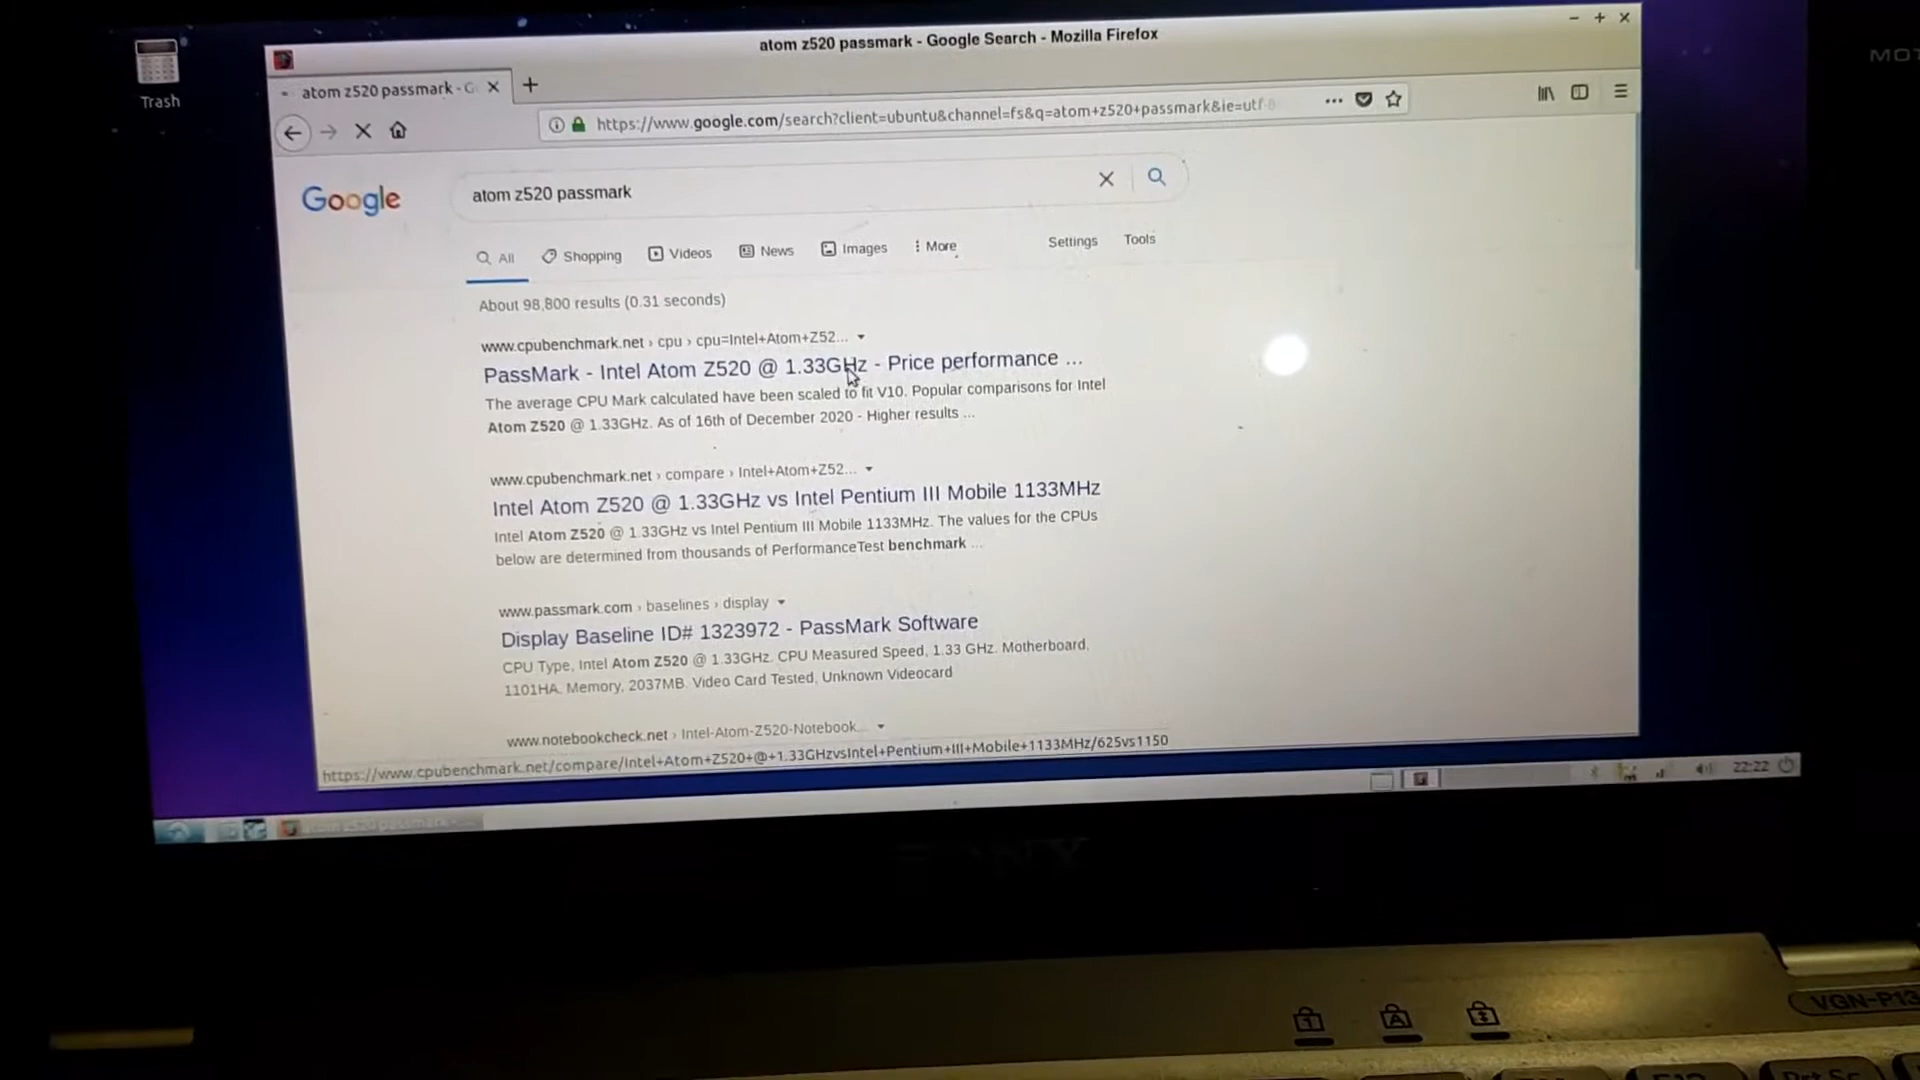 atom z520 passmark - Google Search - Mozilla Firefox
Trash
atom z520 passmark - G
https://www.google.com/search?client=ubuntu&channel=fs&q=atom+z520+passmark&ie=utf-8
Google
atom z520 passmark
All Shopping Videos News Images More Settings Tools
About 98,800 results (0.31 seconds)
www.cpubenchmark.net › cpu › cpu=Intel+Atom+Z52...
PassMark - Intel Atom Z520 @ 1.33GHz - Price performance ...
The average CPU Mark calculated have been scaled to fit V10. Popular comparisons for Intel
Atom Z520 @ 1.33GHz. As of 16th of December 2020 - Higher results ...
www.cpubenchmark.net › compare › Intel+Atom+Z52...
Intel Atom Z520 @ 1.33GHz vs Intel Pentium III Mobile 1133MHz
Intel Atom Z520 @ 1.33GHz vs Intel Pentium III Mobile 1133MHz. The values for the CPUs
below are determined from thousands of PerformanceTest benchmark ...
www.passmark.com › baselines › display
Display Baseline ID# 1323972 - PassMark Software
CPU Type, Intel Atom Z520 @ 1.33GHz. CPU Measured Speed, 1.33 GHz. Motherboard,
1101HA. Memory, 2037MB. Video Card Tested, Unknown Videocard
www.notebookcheck.net › Intel-Atom-Z520-Notebook...
https://www.cpubenchmark.net/compare/Intel+Atom+Z520+@+1.33GHzvsIntel+Pentium+III+Mobile+1133MHz/625vs1150
22:22
atom z520 passmark -
SONY
VGN-P13